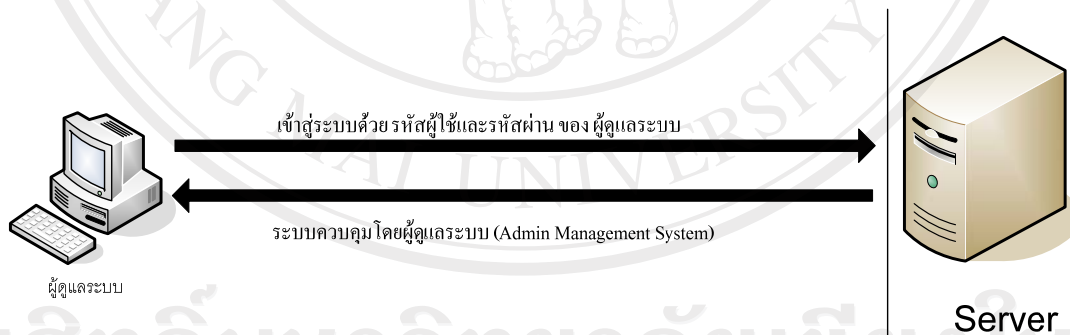 เข้าสู่ระบบด้วย รหัสผู้ใช้และรหัสผ่าน ของ ผู้ดูแลระบบ
ระบบควบคุมโดยผู้ดูแลระบบ (Admin Management System)
ผู้ดูแลระบบ
Server
ANG MAI UNIVERSITY